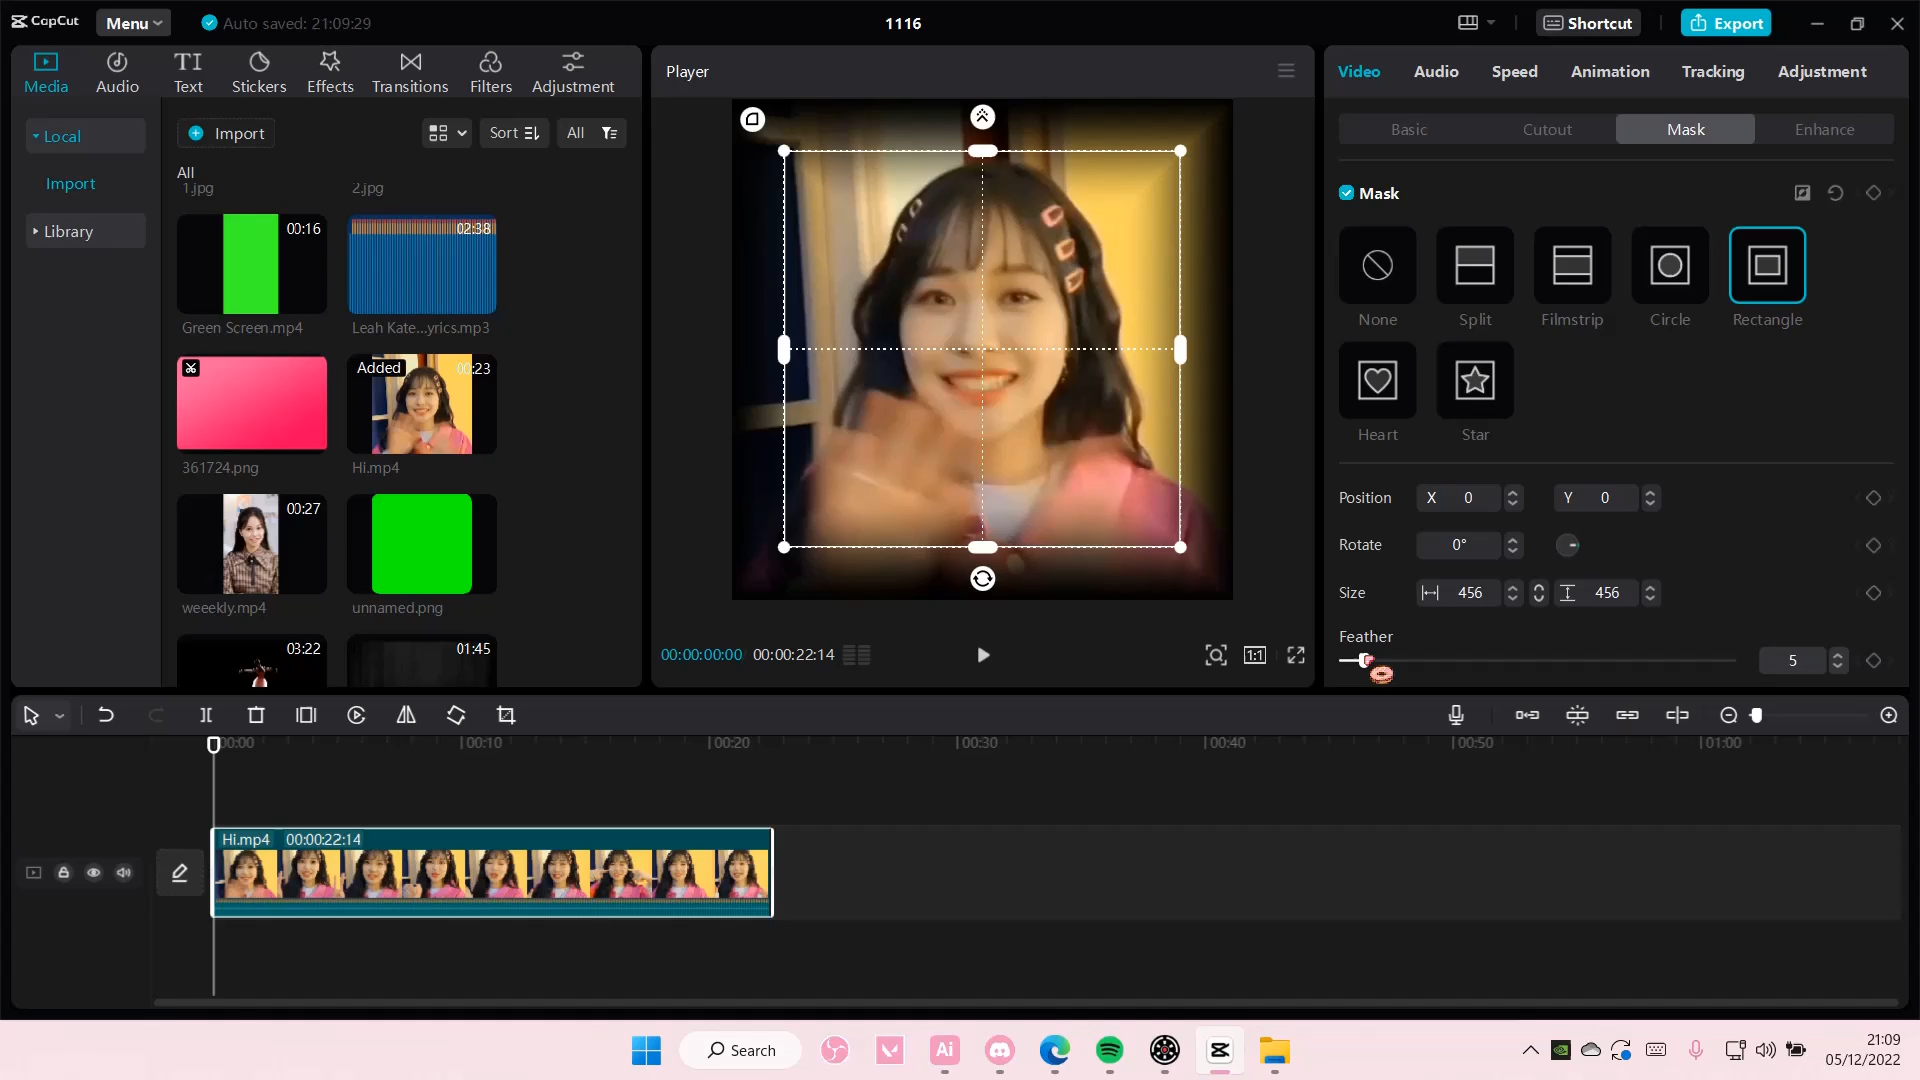 CapCut
Menu
Auto saved: 21:09:29
1116
Shortcut
Export
Media
Audio
Text
Stickers
Effects
Transitions
Filters
Adjustment
Local
Import
Library
Import
Sort
All
All
1.jpg
2.jpg
00:16
Green Screen.mp4
02:38
Leah Kate...yrics.mp3
361724.png
Added
00:23
Hi.mp4
00:27
weeekly.mp4
unnamed.png
03:22
01:45
Player
00:00:00:00
00:00:22:14
1:1
Video
Audio
Speed
Animation
Tracking
Adjustment
Basic
Cutout
Mask
Enhance
Mask
None
Split
Filmstrip
Circle
Rectangle
Heart
Star
Position
X 0
Y 0
Rotate
0°
Size
456
456
Feather
5
00:00
00:10
00:20
00:30
00:40
00:50
01:00
Hi.mp4 00:00:22:14
Search
Ai
21:09
05/12/2022